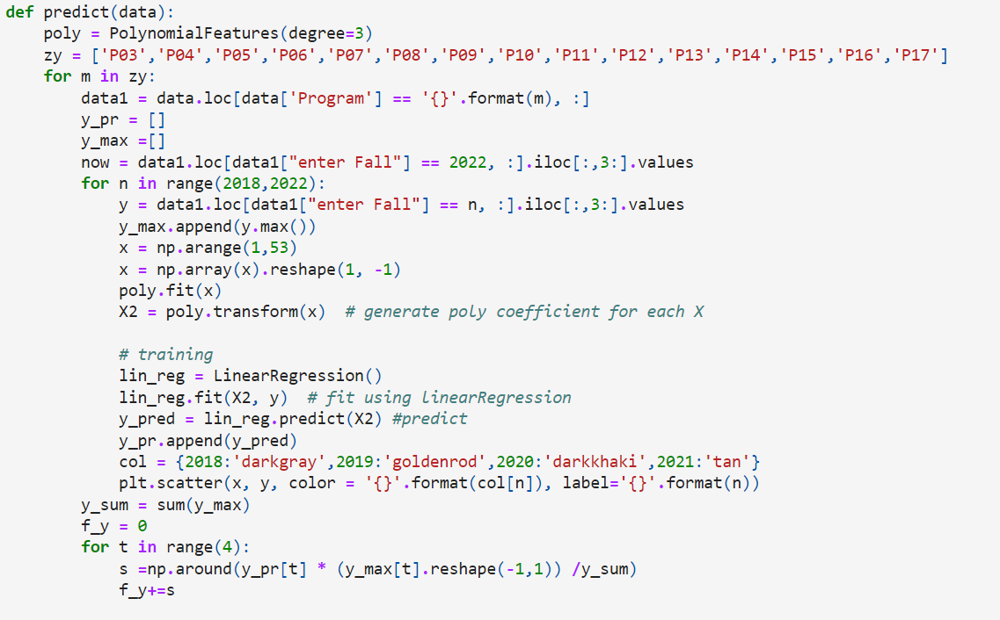 def predict(data):
    poly = PolynomialFeatures(degree=3)
    zy = ['P03','P04','P05','P06','P07','P08','P09','P10','P11','P12','P13','P14','P15','P16','P17']
    for m in zy:
        data1 = data.loc[data['Program'] == '{}'.format(m), :]
        y_pr = []
        y_max =[]
        now = data1.loc[data1["enter Fall"] == 2022, :].iloc[:,3:].values
        for n in range(2018,2022):
            y = data1.loc[data1["enter Fall"] == n, :].iloc[:,3:].values
            y_max.append(y.max())
            x = np.arange(1,53)
            x = np.array(x).reshape(1, -1)
            poly.fit(x)
            X2 = poly.transform(x)  # generate poly coefficient for each X

            # training
            lin_reg = LinearRegression()
            lin_reg.fit(X2, y)  # fit using linearRegression
            y_pred = lin_reg.predict(X2) #predict
            y_pr.append(y_pred)
            col = {2018:'darkgray',2019:'goldenrod',2020:'darkkhaki',2021:'tan'}
            plt.scatter(x, y, color = '{}'.format(col[n]), label='{}'.format(n))
        y_sum = sum(y_max)
        f_y = 0
        for t in range(4):
            s =np.around(y_pr[t] * (y_max[t].reshape(-1,1)) /y_sum)
            f_y+=s